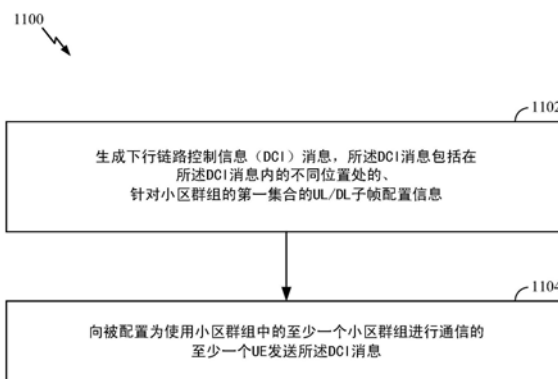 1100
1102
生成下行链路控制信息（DCI）消息，所述DCI消息包括在
所述DCI消息内的不同位置处的、
针对小区群组的第一集合的UL/DL子帧配置信息
1104
向被配置为使用小区群组中的至少一个小区群组进行通信的
至少一个UE发送所述DCI消息